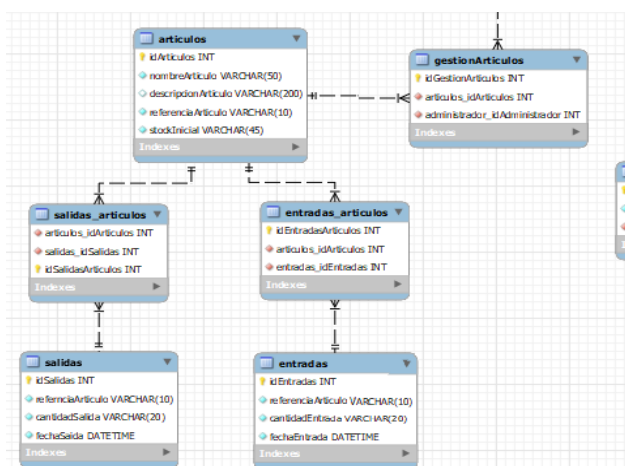 articulos
idArticulos INT
nombreArticulo VARCHAR(50)
descripcionArticulo VARCHAR(200)
referenciaArticulo VARCHAR(10)
stockInicial VARCHAR(45)
Indexes
gestionArticulos
idGestionArticulos INT
articulos_idArticulos INT
administrador_idAdministrador INT
Indexes
salidas_articulos
articulos_idArticulos INT
salidas_idSalidas INT
idSalidasArticulos INT
Indexes
entradas_articulos
idEntradasArticulos INT
articulos_idArticulos INT
entradas_idEntradas INT
Indexes
salidas
idSalidas INT
refernciaArticulo VARCHAR(10)
cantidadSalida VARCHAR(20)
fechaSaida DATETIME
Indexes
entradas
idEntradas INT
referenciaArticulo VARCHAR(10)
cantidadEntrada VARCHAR(20)
fechaEntrada DATETIME
Indexes